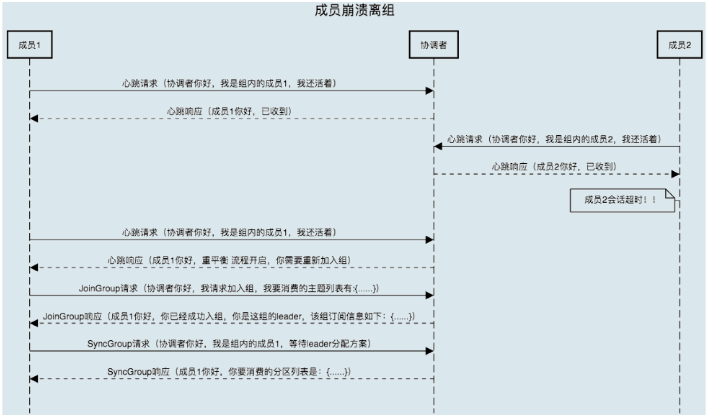 成员崩溃离组
成员1
协调者
成员2
心跳请求（协调者你好，我是组内的成员1，我还活着）
心跳响应（成员1你好，已收到）
心跳请求（协调者你好，我是组内的成员2，我还活着）
心跳响应（成员2你好，已收到）
成员2会话超时！！
心跳请求（协调者你好，我是组内的成员1，我还活着）
心跳响应（成员1你好，重平衡 流程开启，你需要重新加入组）
JoinGroup请求（协调者你好，我请求加入组，我要消费的主题列表有:{......}）
JoinGroup响应（成员1你好，你已经成功入组，你是这组的leader，该组订阅信息如下：{......}）
SyncGroup请求（协调者你好，我是组内的成员1，等待leader分配方案）
SyncGroup响应（成员1你好，你要消费的分区列表是：{......}）